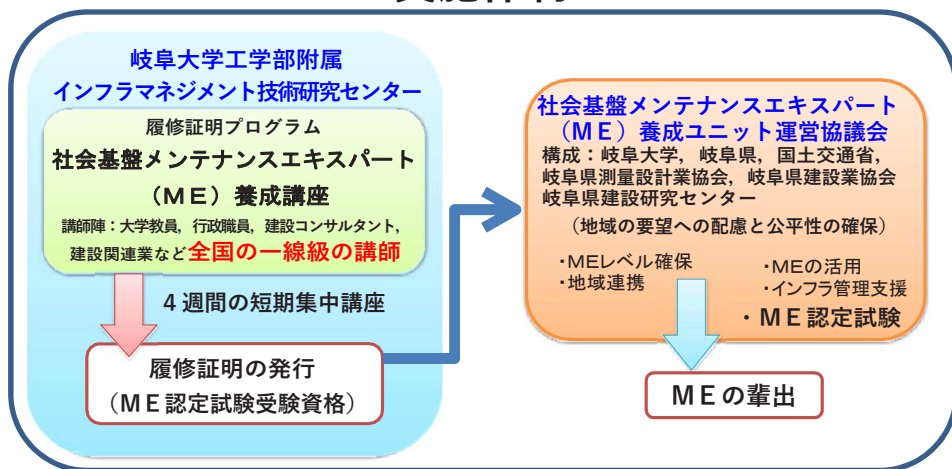 岐阜大学工学部附属
インフラマネジメント技術研究センター
履修証明プログラム
社会基盤メンテナンスエキスパート
（ＭＥ）養成講座
講師陣：大学教員，行政職員，建設コンサルタント，
建設関連業など全国の一線級の講師
４週間の短期集中講座
履修証明の発行
（ＭＥ認定試験受験資格）
社会基盤メンテナンスエキスパート
（ＭＥ）養成ユニット運営協議会
構成：岐阜大学，岐阜県，国土交通省，
岐阜県測量設計業協会，岐阜県建設業協会
岐阜県建設研究センター
（地域の要望への配慮と公平性の確保）
・MEレベル確保
・地域連携
・MEの活用
・インフラ管理支援
・ＭＥ認定試験
ＭＥの輩出